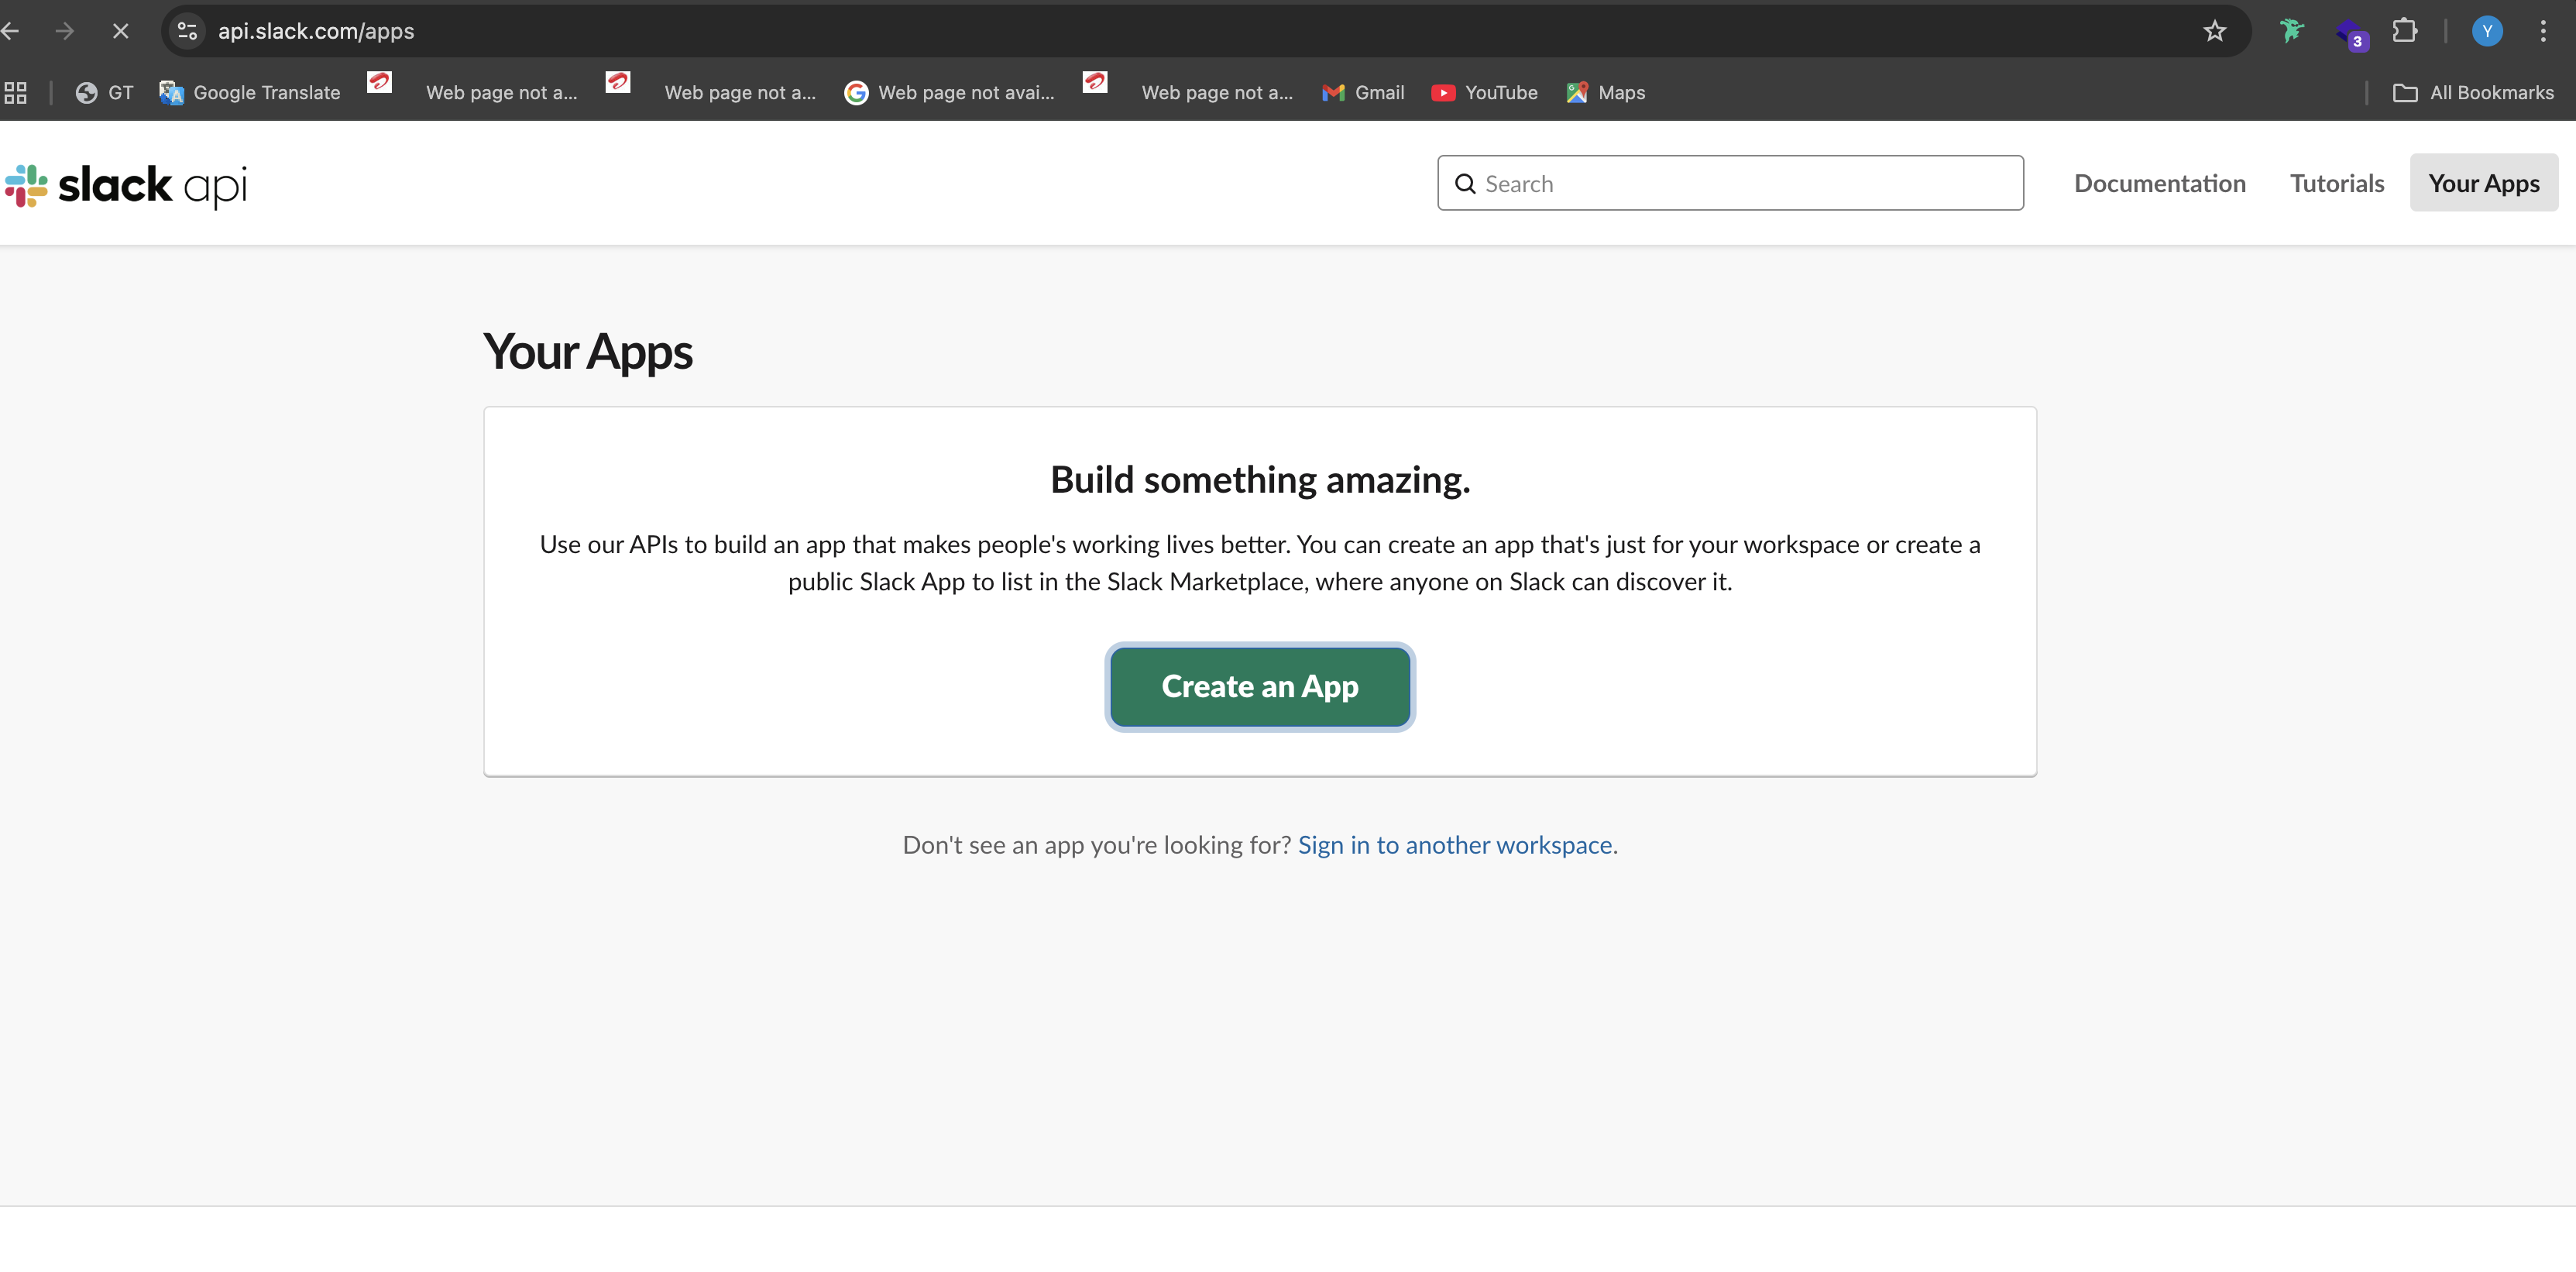 api.slack.com/apps
3
Y
GT
Google Translate
Web page not a...
Web page not a...
Web page not avai...
Web page not a...
Gmail
YouTube
Maps
All Bookmarks
slack api
Search
Documentation
Tutorials
Your Apps
Your Apps
Build something amazing.
Use our APIs to build an app that makes people's working lives better. You can create an app that's just for your workspace or create a
public Slack App to list in the Slack Marketplace, where anyone on Slack can discover it.
Create an App
Don't see an app you're looking for? Sign in to another workspace.